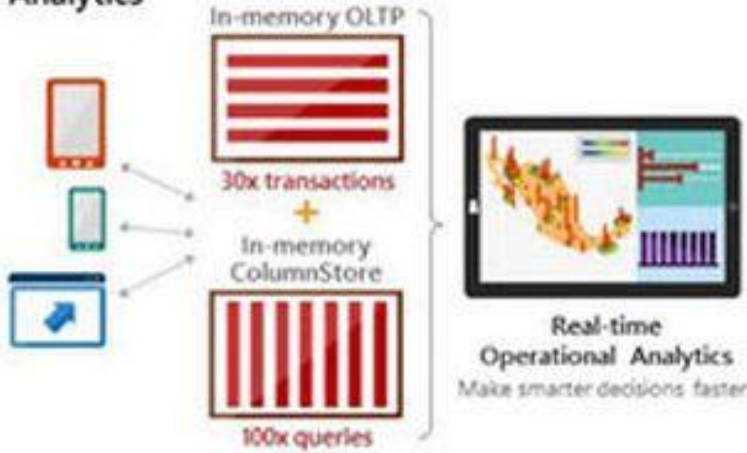 Analytics
In-memory OLTP
30x transactions
+
In-memory
ColumnStore
100x queries
Real-time
Operational Analytics
Make smarter decisions faster